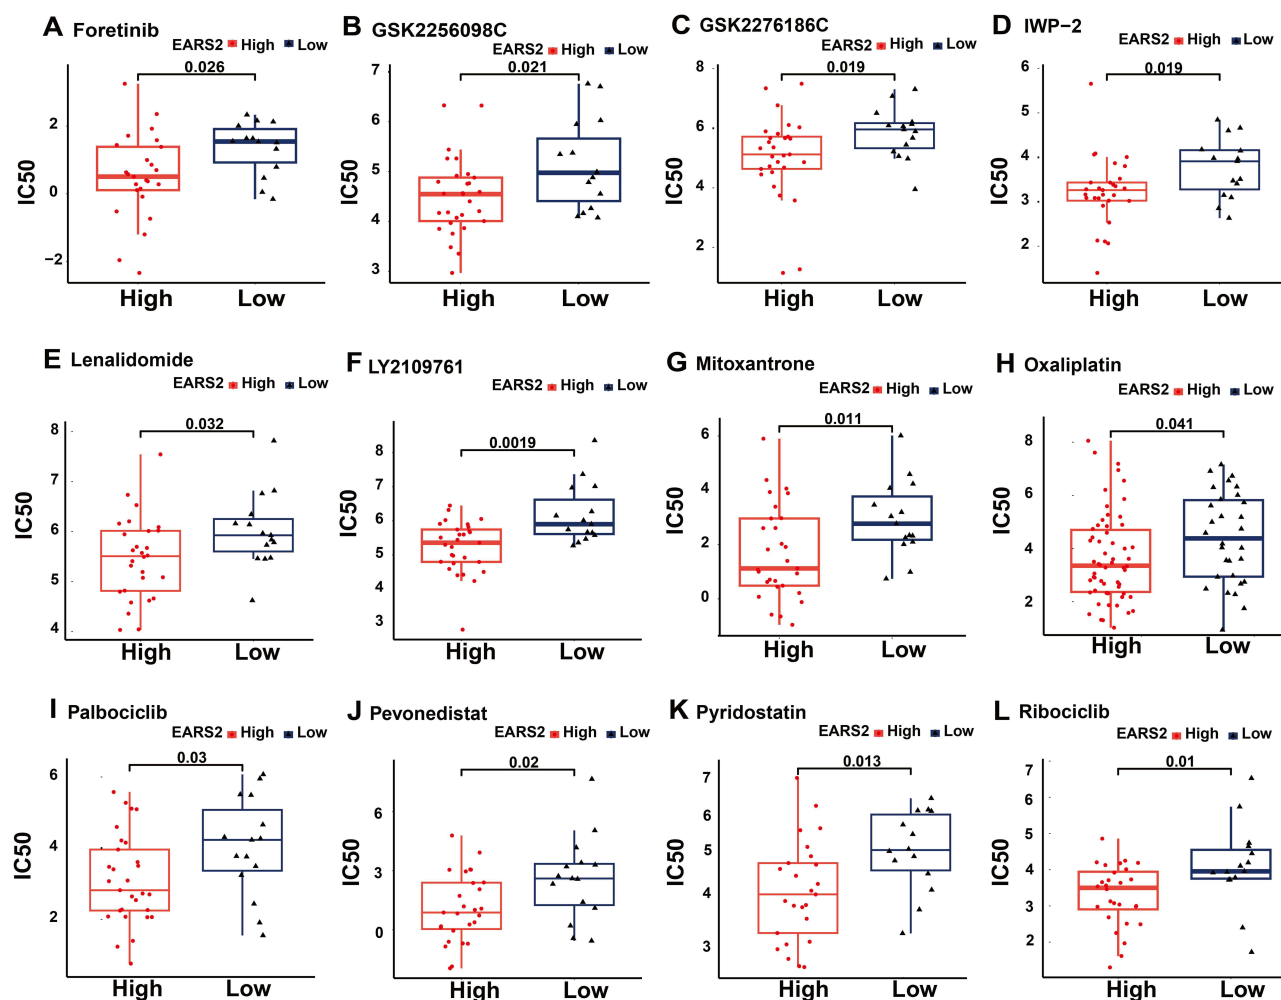 A Foretinib
EARS2 High Low
0.026
IC50
2
0
−2
High Low
B GSK2256098C
EARS2 High Low
0.021
IC50
7
6
5
4
3
High Low
C GSK2276186C
EARS2 High Low
0.019
IC50
8
6
4
2
High Low
D IWP−2
EARS2 High Low
0.019
IC50
6
5
4
3
2
High Low
E Lenalidomide
EARS2 High Low
0.032
IC50
8
7
6
5
4
High Low
F LY2109761
EARS2 High Low
0.0019
IC50
8
7
6
5
4
3
High Low
G Mitoxantrone
EARS2 High Low
0.011
IC50
6
4
2
0
High Low
H Oxaliplatin
EARS2 High Low
0.041
IC50
8
6
4
2
High Low
I Palbociclib
EARS2 High Low
0.03
IC50
6
4
2
High Low
J Pevonedistat
EARS2 High Low
0.02
IC50
6
3
0
High Low
K Pyridostatin
EARS2 High Low
0.013
IC50
7
6
5
4
3
High Low
L Ribociclib
EARS2 High Low
0.01
IC50
7
6
5
4
3
2
High Low